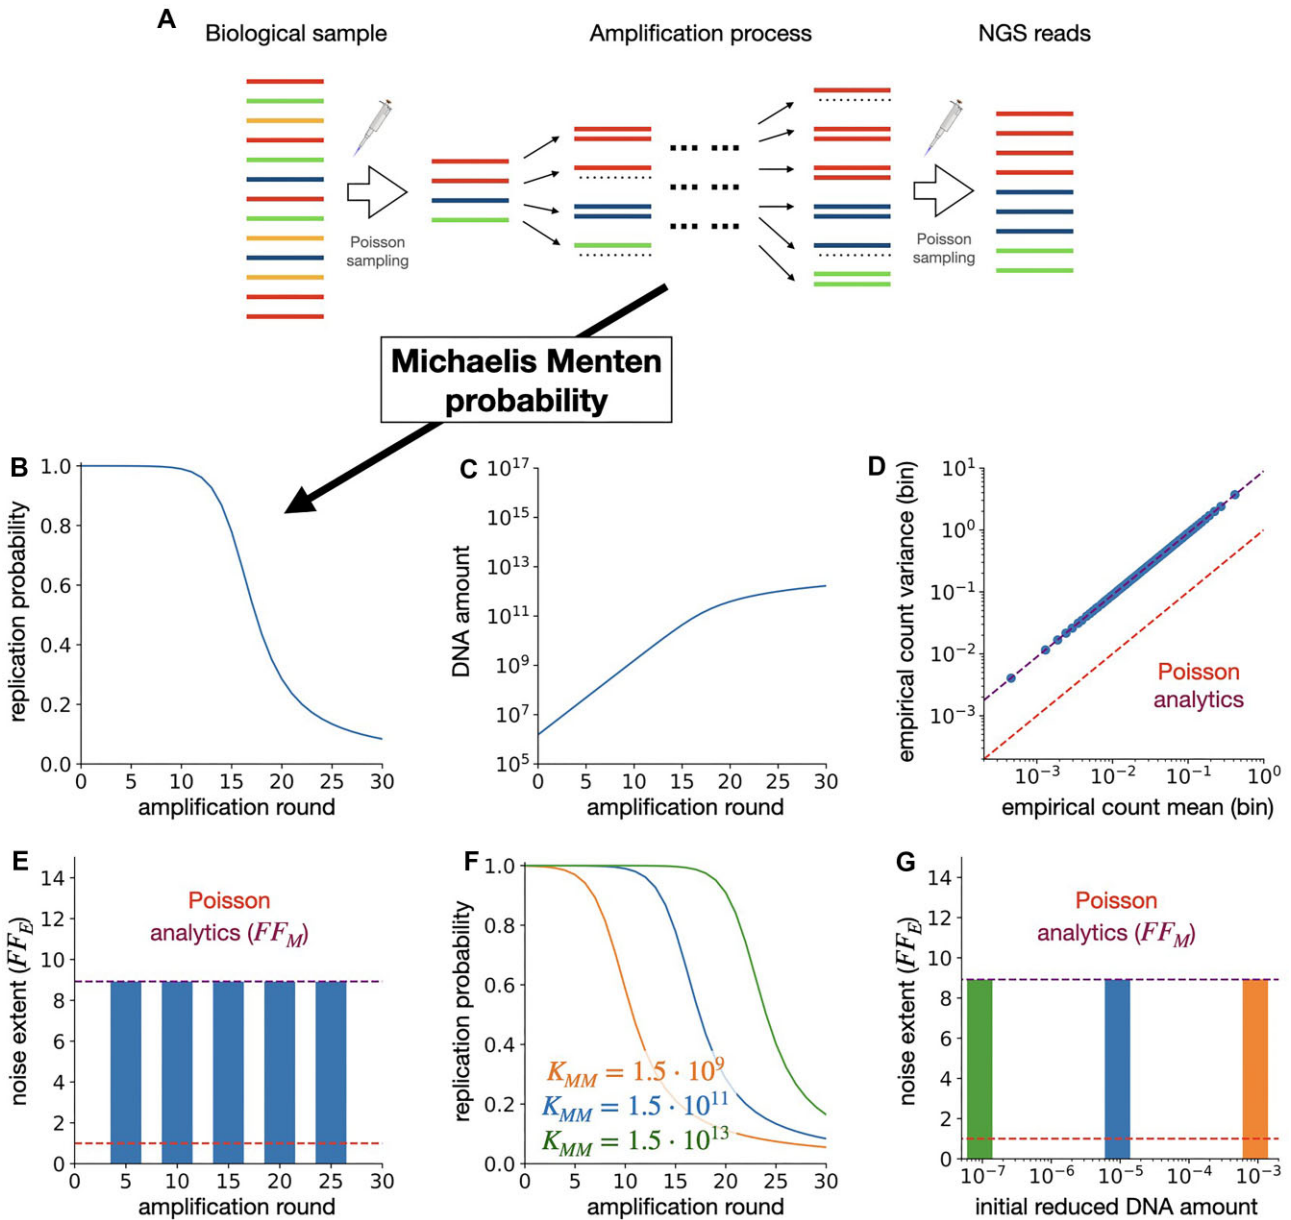 A
Biological sample
Amplification process
NGS reads
Poisson
sampling
Poisson
sampling
Michaelis Menten
probability
B
replication probability
1.0
0.8
0.6
0.4
0.2
0.0
0 5 10 15 20 25 30
amplification round
C
DNA amount
10^17
10^15
10^13
10^11
10^9
10^7
10^5
0 5 10 15 20 25 30
amplification round
D
empirical count variance (bin)
10^1
10^0
10^−1
10^−2
10^−3
Poisson
analytics
10^−3 10^−2 10^−1 10^0
empirical count mean (bin)
E
noise extent (FF_E)
14
12
10
8
6
4
2
0
Poisson
analytics (FF_M)
0 5 10 15 20 25 30
amplification round
F
replication probability
1.0
0.8
0.6
0.4
0.2
0.0
K_MM = 1.5 · 10^9
K_MM = 1.5 · 10^11
K_MM = 1.5 · 10^13
0 5 10 15 20 25 30
amplification round
G
noise extent (FF_E)
14
12
10
8
6
4
2
0
Poisson
analytics (FF_M)
10^−7 10^−6 10^−5 10^−4 10^−3
initial reduced DNA amount